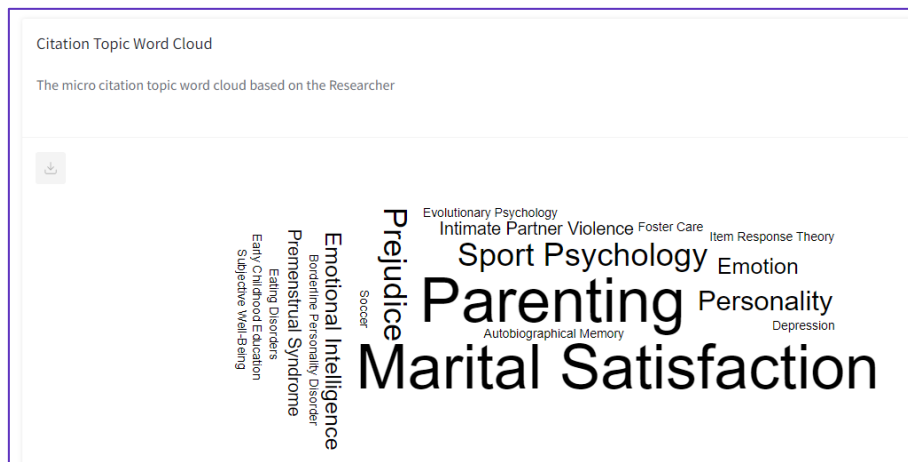 Citation Topic Word Cloud
The micro citation topic word cloud based on the Researcher
Evolutionary Psychology
Intimate Partner Violence
Foster Care
Item Response Theory
Sport Psychology
Emotion
Parenting
Personality
Depression
Autobiographical Memory
Marital Satisfaction
Prejudice
Soccer
Emotional Intelligence
Borderline Personality Disorder
Premenstrual Syndrome
Eating Disorders
Early Childhood Education
Subjective Well-Being